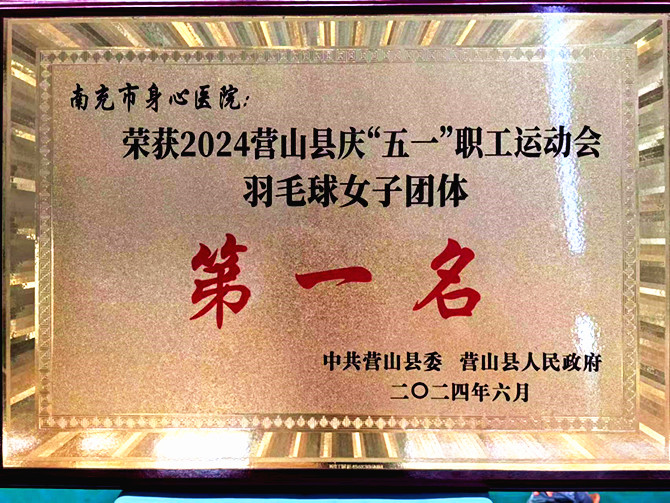 南充市身心医院：
荣获2024营山县庆“五一”职工运动会
羽毛球女子团体
第一名
中共营山县委 营山县人民政府
二〇二四年六月